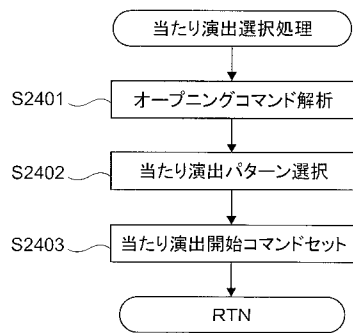 当たり演出選択処理
S2401
オープニングコマンド解析
S2402
当たり演出パターン選択
S2403
当たり演出開始コマンドセット
RTN